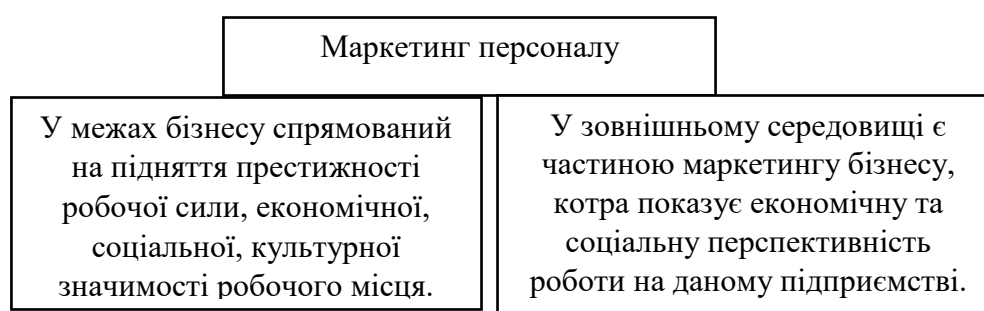 Маркетинг персоналу
У межах бізнесу спрямований
на підняття престижності
робочої сили, економічної,
соціальної, культурної
значимості робочого місця.
У зовнішньому середовищі є
частиною маркетингу бізнесу,
котра показує економічну та
соціальну перспективність
роботи на даному підприємстві.